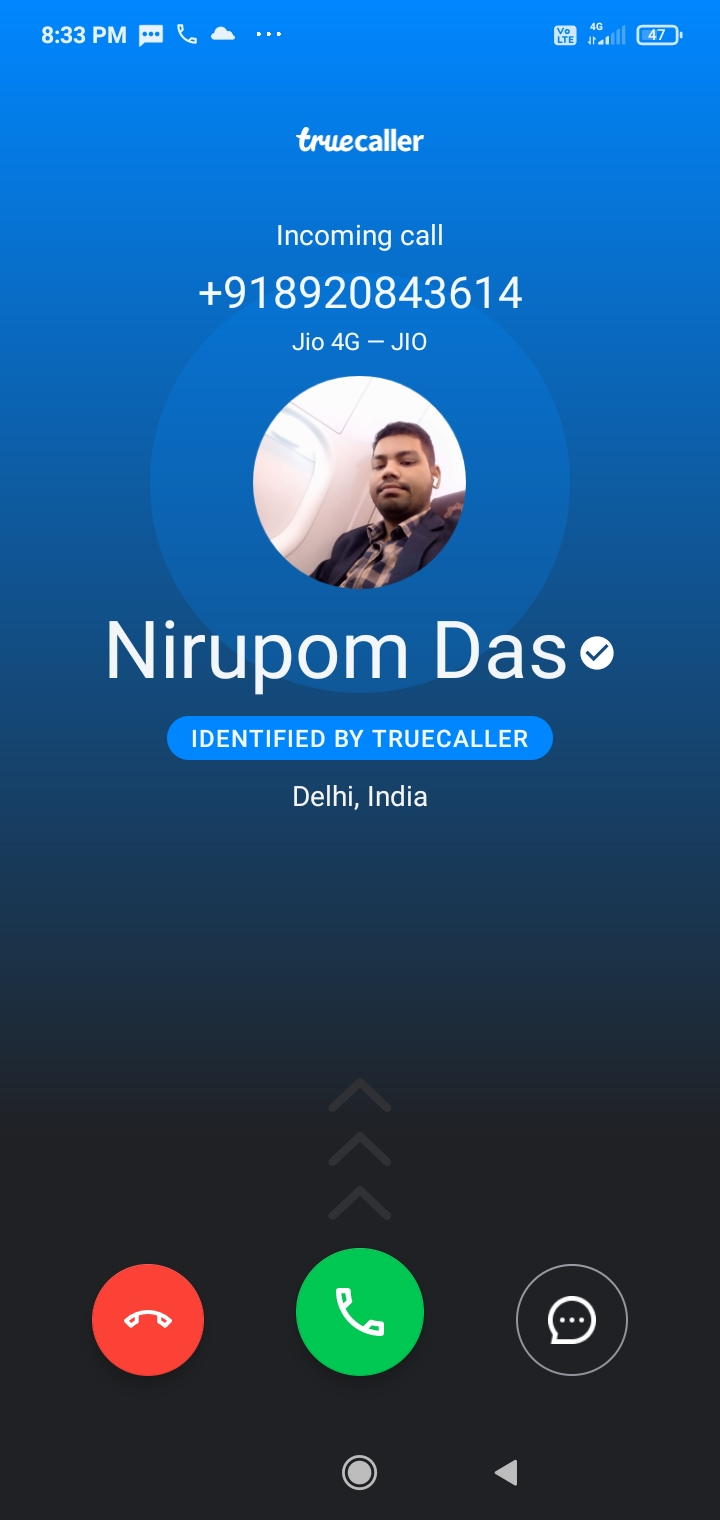 8:33 PM
Vo LTE
4G
47
truecaller
Incoming call
+918920843614
Jio 4G — JIO
Nirupom Das
IDENTIFIED BY TRUECALLER
Delhi, India